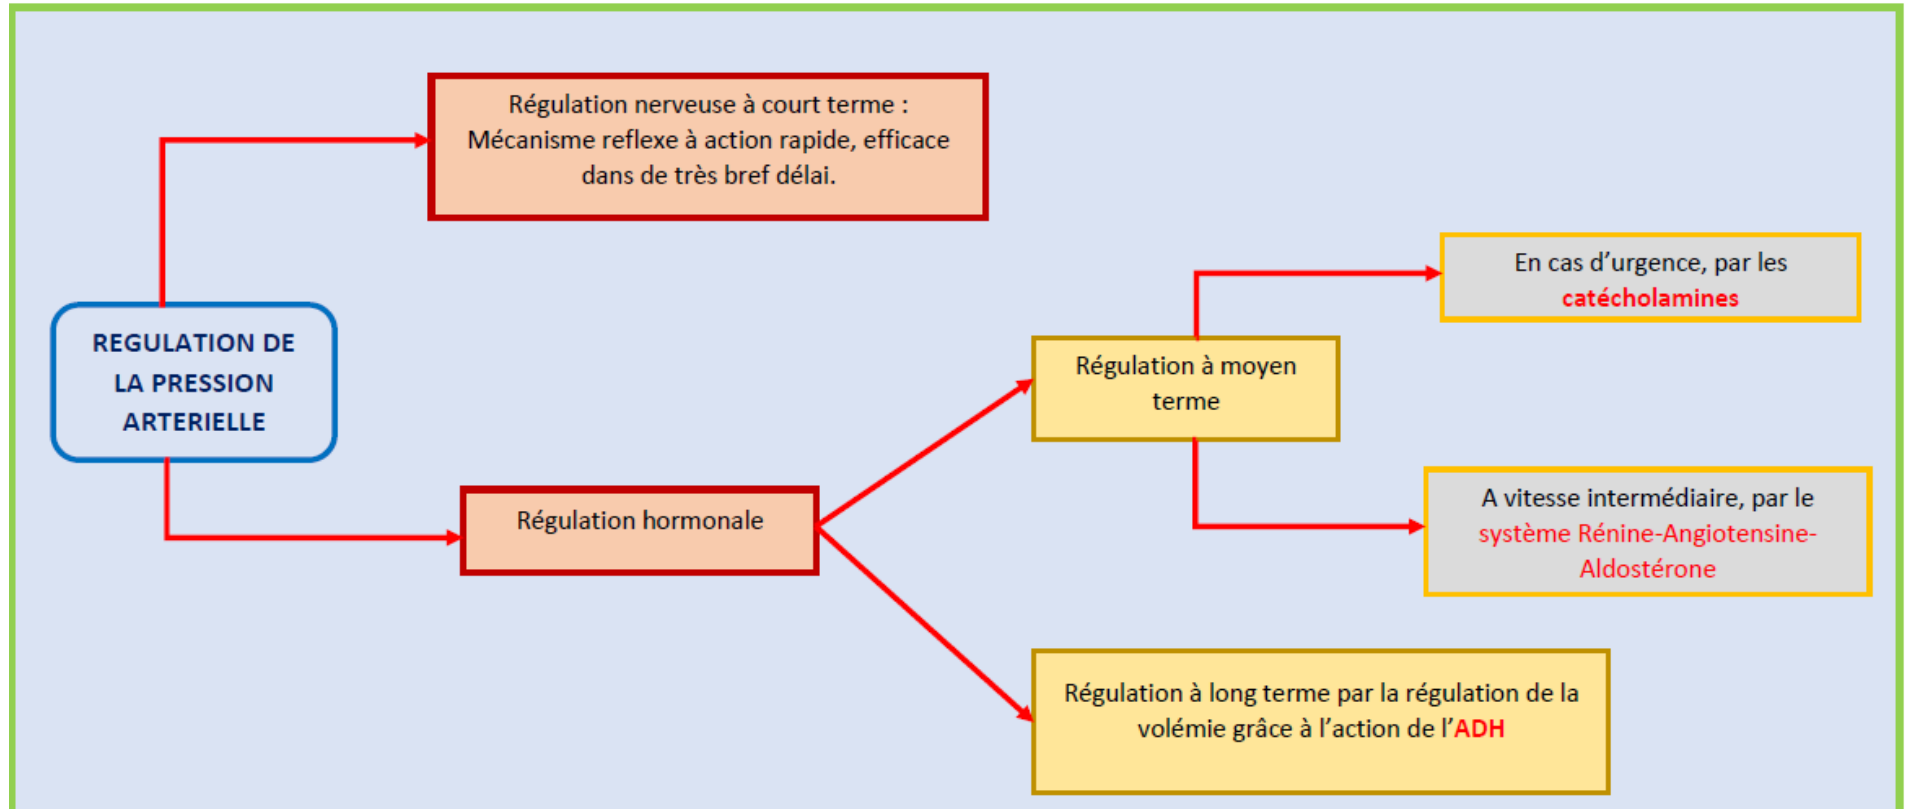 Régulation nerveuse à court terme :
Mécanisme reflexe à action rapide, efficace
dans de très bref délai.
En cas d’urgence, par les
catécholamines
REGULATION DE
LA PRESSION
ARTERIELLE
Régulation à moyen
terme
Régulation hormonale
A vitesse intermédiaire, par le
système Rénine-Angiotensine-
Aldostérone
Régulation à long terme par la régulation de la
volémie grâce à l’action de l’ADH